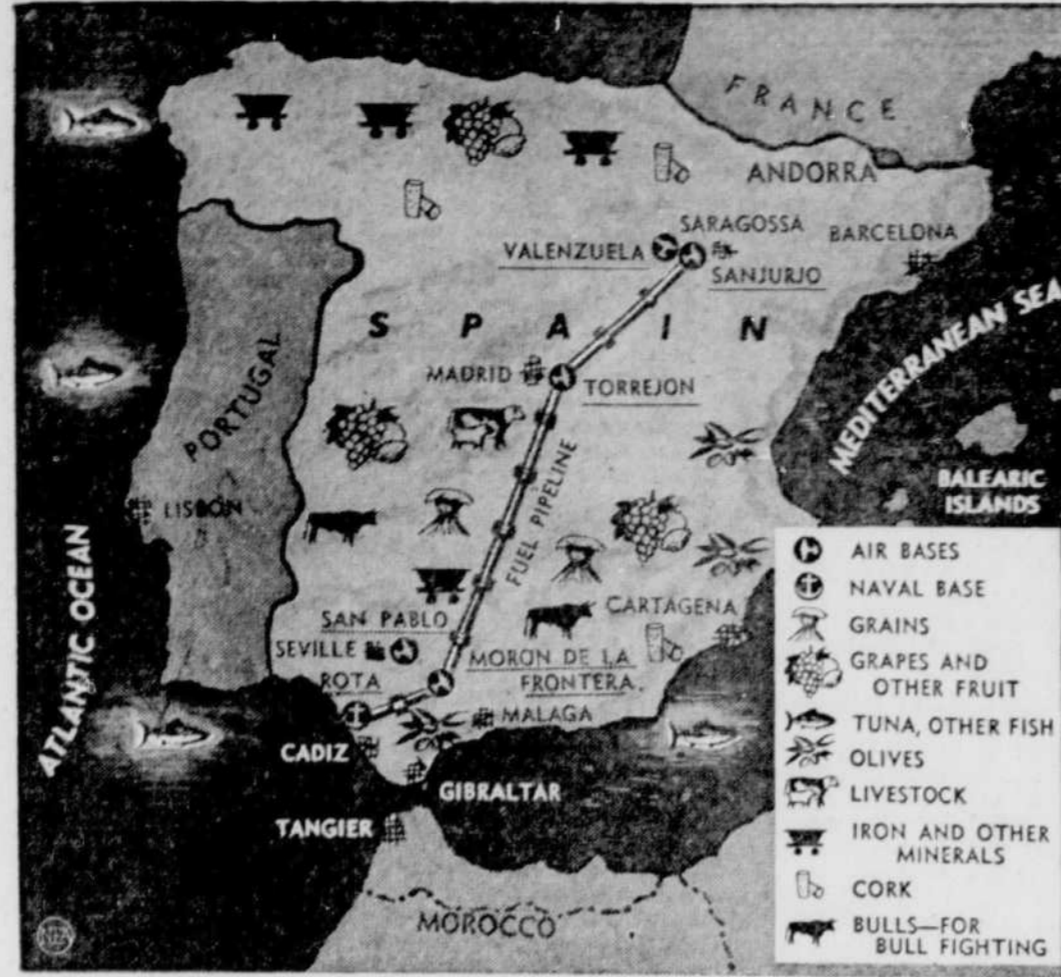 FRANCE
ANDORRA
SARAGOSSA
VALENZUELA
BARCELONA
SANJURJO
SPAIN
MADRID
TORREJON
PORTUGAL
MEDITERRANEAN SEA
BALEARIC
ISLANDS
LISBON
FUEL PIPELINE
ATLANTIC OCEAN
CARTAGENA
SAN PABLO
SEVILLE
MORON DE LA
FRONTERA
ROTA
MALAGA
CADIZ
GIBRALTAR
TANGIER
MOROCCO
AIR BASES
NAVAL BASE
GRAINS
GRAPES AND
OTHER FRUIT
TUNA, OTHER FISH
OLIVES
LIVESTOCK
IRON AND OTHER
MINERALS
CORK
BULLS—FOR
BULL FIGHTING